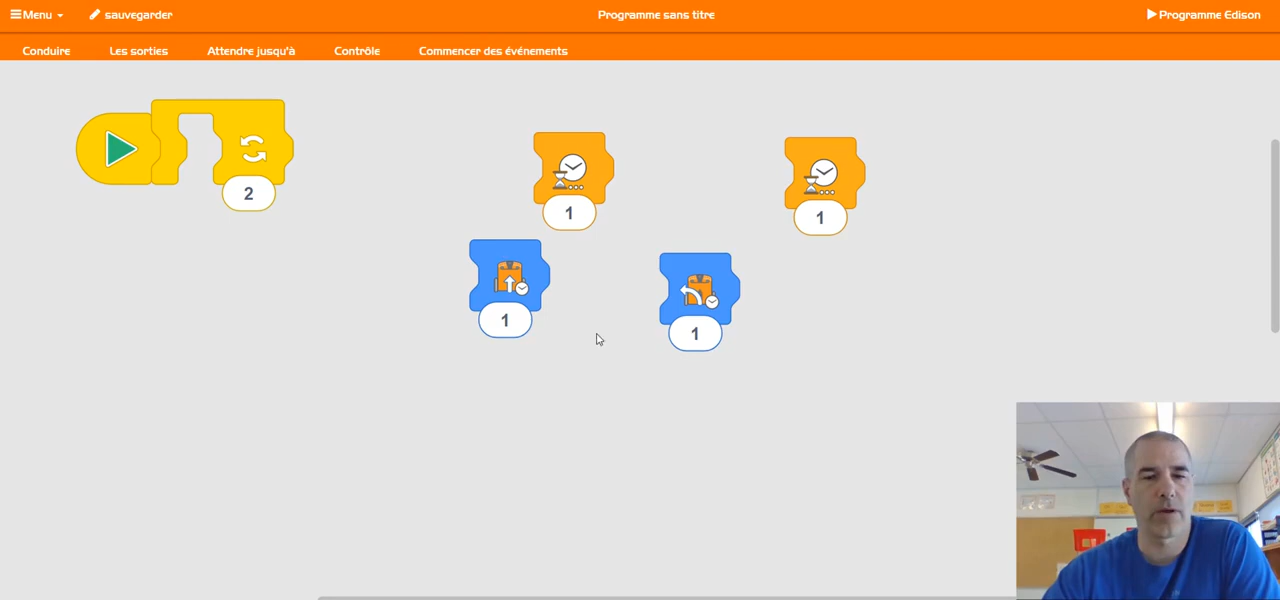 Menu
sauvegarder
Programme sans titre
Programme Edison
Conduire
Les sorties
Attendre jusqu'à
Contrôle
Commencer des événements
2
1
1
1
1